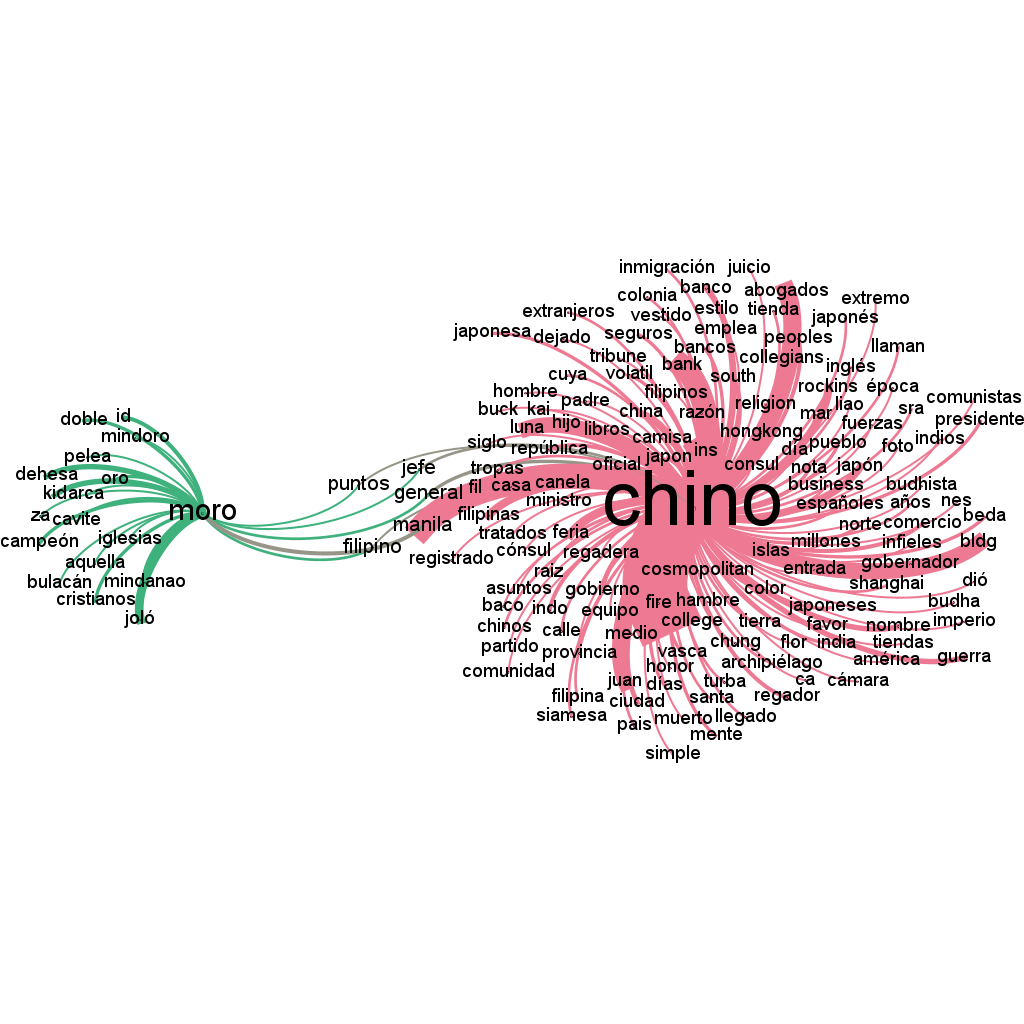 inmigración
juicio
colonia
banco
abogados
extremo
extranjeros
vestido
estilo
tienda
japonés
japonesa
dejado
seguros
emplea
peoples
llaman
tribune
bancos
collegians
cuya
volatil
bank
south
inglés
hombre
padre
filipinos
rockins
época
comunistas
buck
kai
china
razón
religion
mar
liao
sra
presidente
doble
id
luna
hijo
libros
camisa
hongkong
fuerzas
mindoro
siglo
república
japon
ins
día
pueblo
foto
indios
pelea
jefe
tropas
oficial
consul
nota
japón
dehesa
oro
puntos
general
fil
casa
canela
business
budhista
kidarca
ministro
chino
españoles
años
nes
za
cavite
moro
manila
filipinas
norte
comercio
beda
campeón
iglesias
filipino
tratados
feria
millones
infieles
bldg
registrado
cónsul
regadera
islas
aquella
raiz
cosmopolitan
entrada
gobernador
bulacán
mindanao
asuntos
gobierno
color
shanghai
dió
cristianos
baco
indo
equipo
fire
hambre
japoneses
budha
joló
chinos
calle
medio
college
tierra
favor
nombre
imperio
partido
provincia
vasca
chung
flor
india
tiendas
comunidad
honor
archipiélago
américa
guerra
juan
días
turba
ca
cámara
filipina
ciudad
santa
regador
siamesa
pais
muerto
llegado
mente
simple